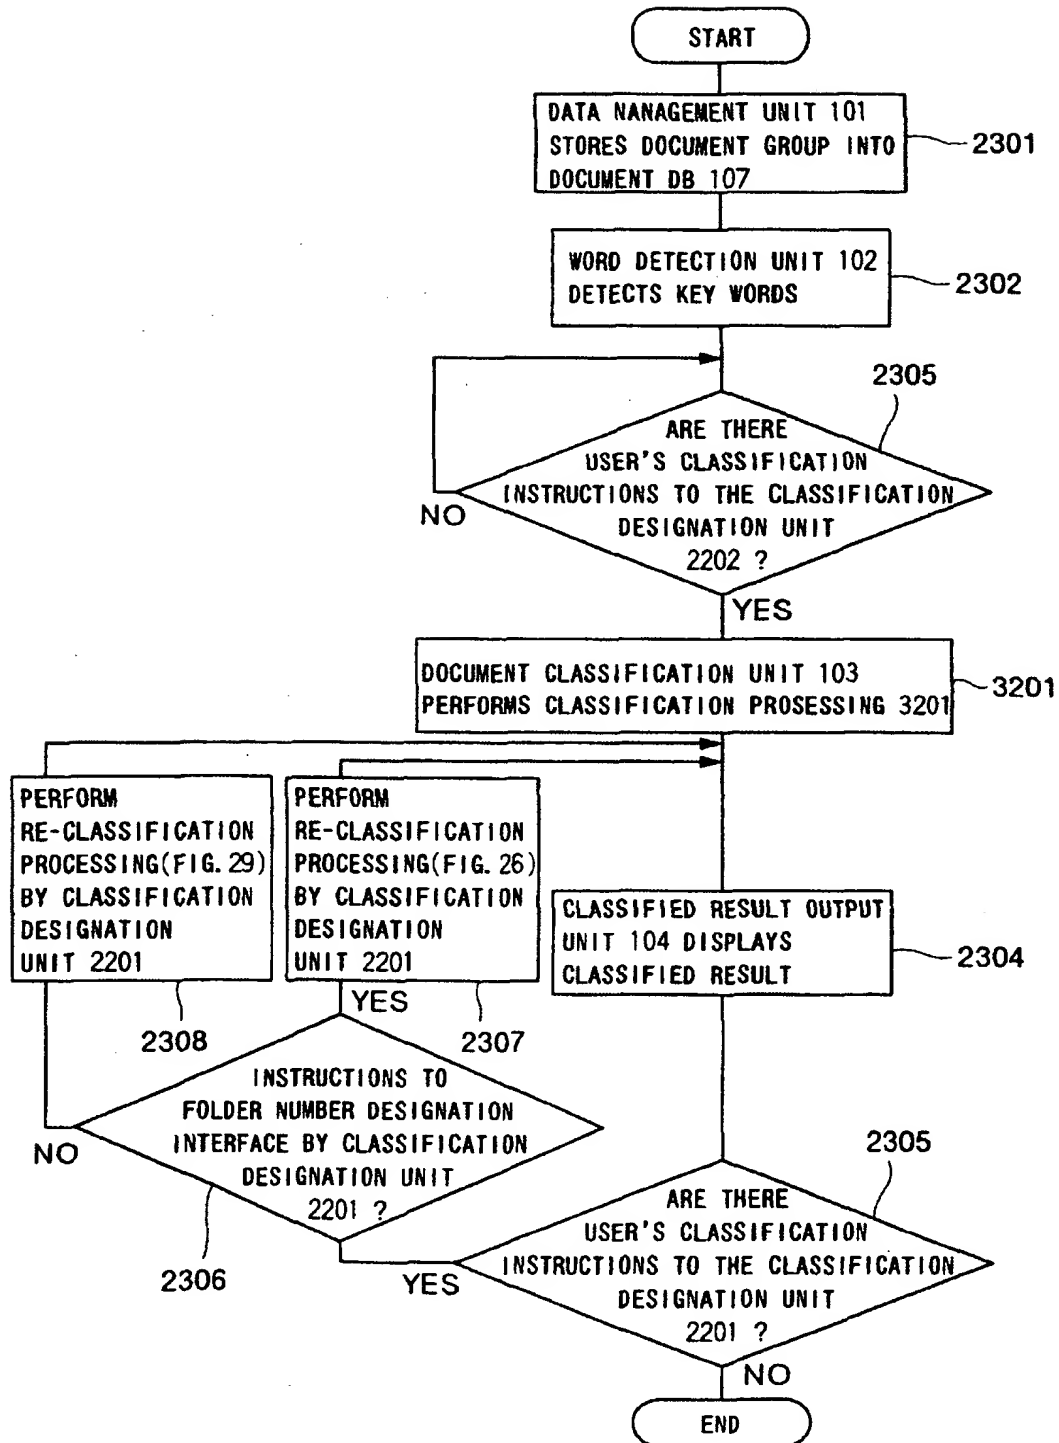 START
DATA NANAGEMENT UNIT 101
STORES DOCUMENT GROUP INTO
DOCUMENT DB 107
2301
WORD DETECTION UNIT 102
DETECTS KEY WORDS
2302
2305
ARE THERE
USER'S CLASSIFICATION
INSTRUCTIONS TO THE CLASSIFICATION
DESIGNATION UNIT
2202 ?
NO
YES
DOCUMENT CLASSIFICATION UNIT 103
PERFORMS CLASSIFICATION PROSESSING 3201
3201
PERFORM
RE-CLASSIFICATION
PROCESSING(FIG. 29)
BY CLASSIFICATION
DESIGNATION
UNIT 2201
2308
PERFORM
RE-CLASSIFICATION
PROCESSING(FIG. 26)
BY CLASSIFICATION
DESIGNATION
UNIT 2201
2307
CLASSIFIED RESULT OUTPUT
UNIT 104 DISPLAYS
CLASSIFIED RESULT
2304
YES
INSTRUCTIONS TO
FOLDER NUMBER DESIGNATION
INTERFACE BY CLASSIFICATION
DESIGNATION UNIT
2201 ?
NO
2306
2305
ARE THERE
USER'S CLASSIFICATION
INSTRUCTIONS TO THE CLASSIFICATION
DESIGNATION UNIT
2201 ?
YES
NO
END